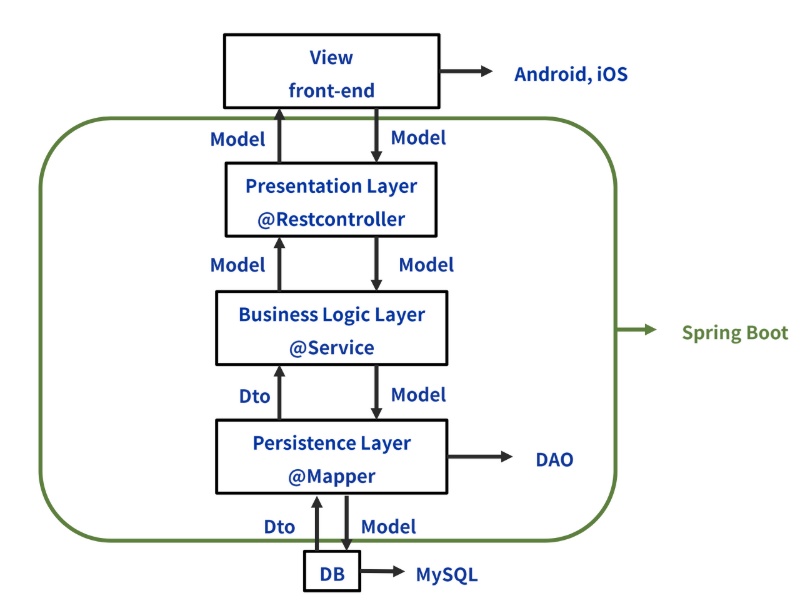 View
front-end
Android, iOS
Model
Model
Presentation Layer
@Restcontroller
Model
Model
Business Logic Layer
@Service
Spring Boot
Dto
Model
Persistence Layer
@Mapper
DAO
Dto
Model
DB
MySQL